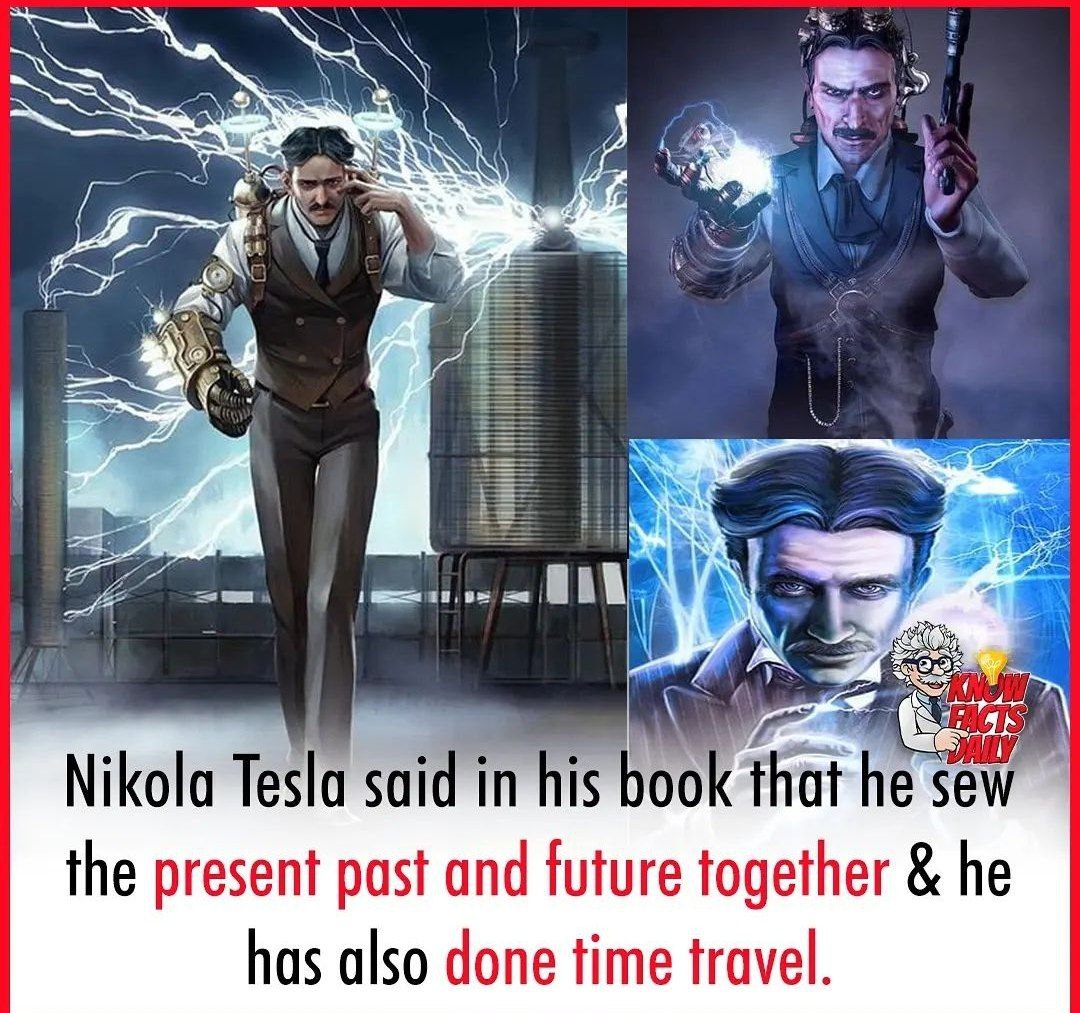 KNOW
FACTS
DAILY
Nikola Tesla said in his book that he sew
the present past and future together & he
has also done time travel.